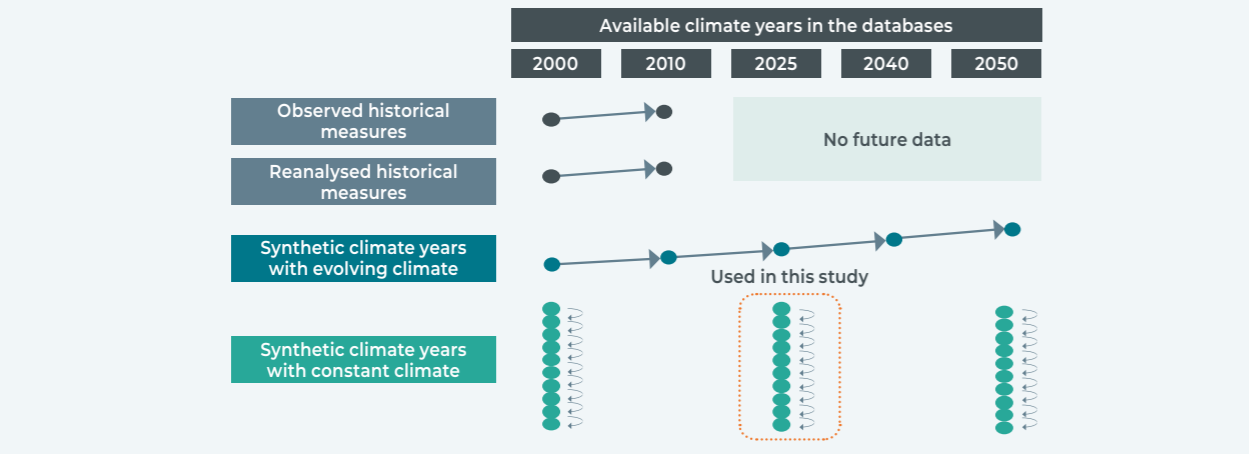 Available climate years in the databases
2000 2010 2025 2040 2050
Observed historical
measures
No future data
Reanalysed historical
measures
Synthetic climate years
with evolving climate
Used in this study
Synthetic climate years
with constant climate